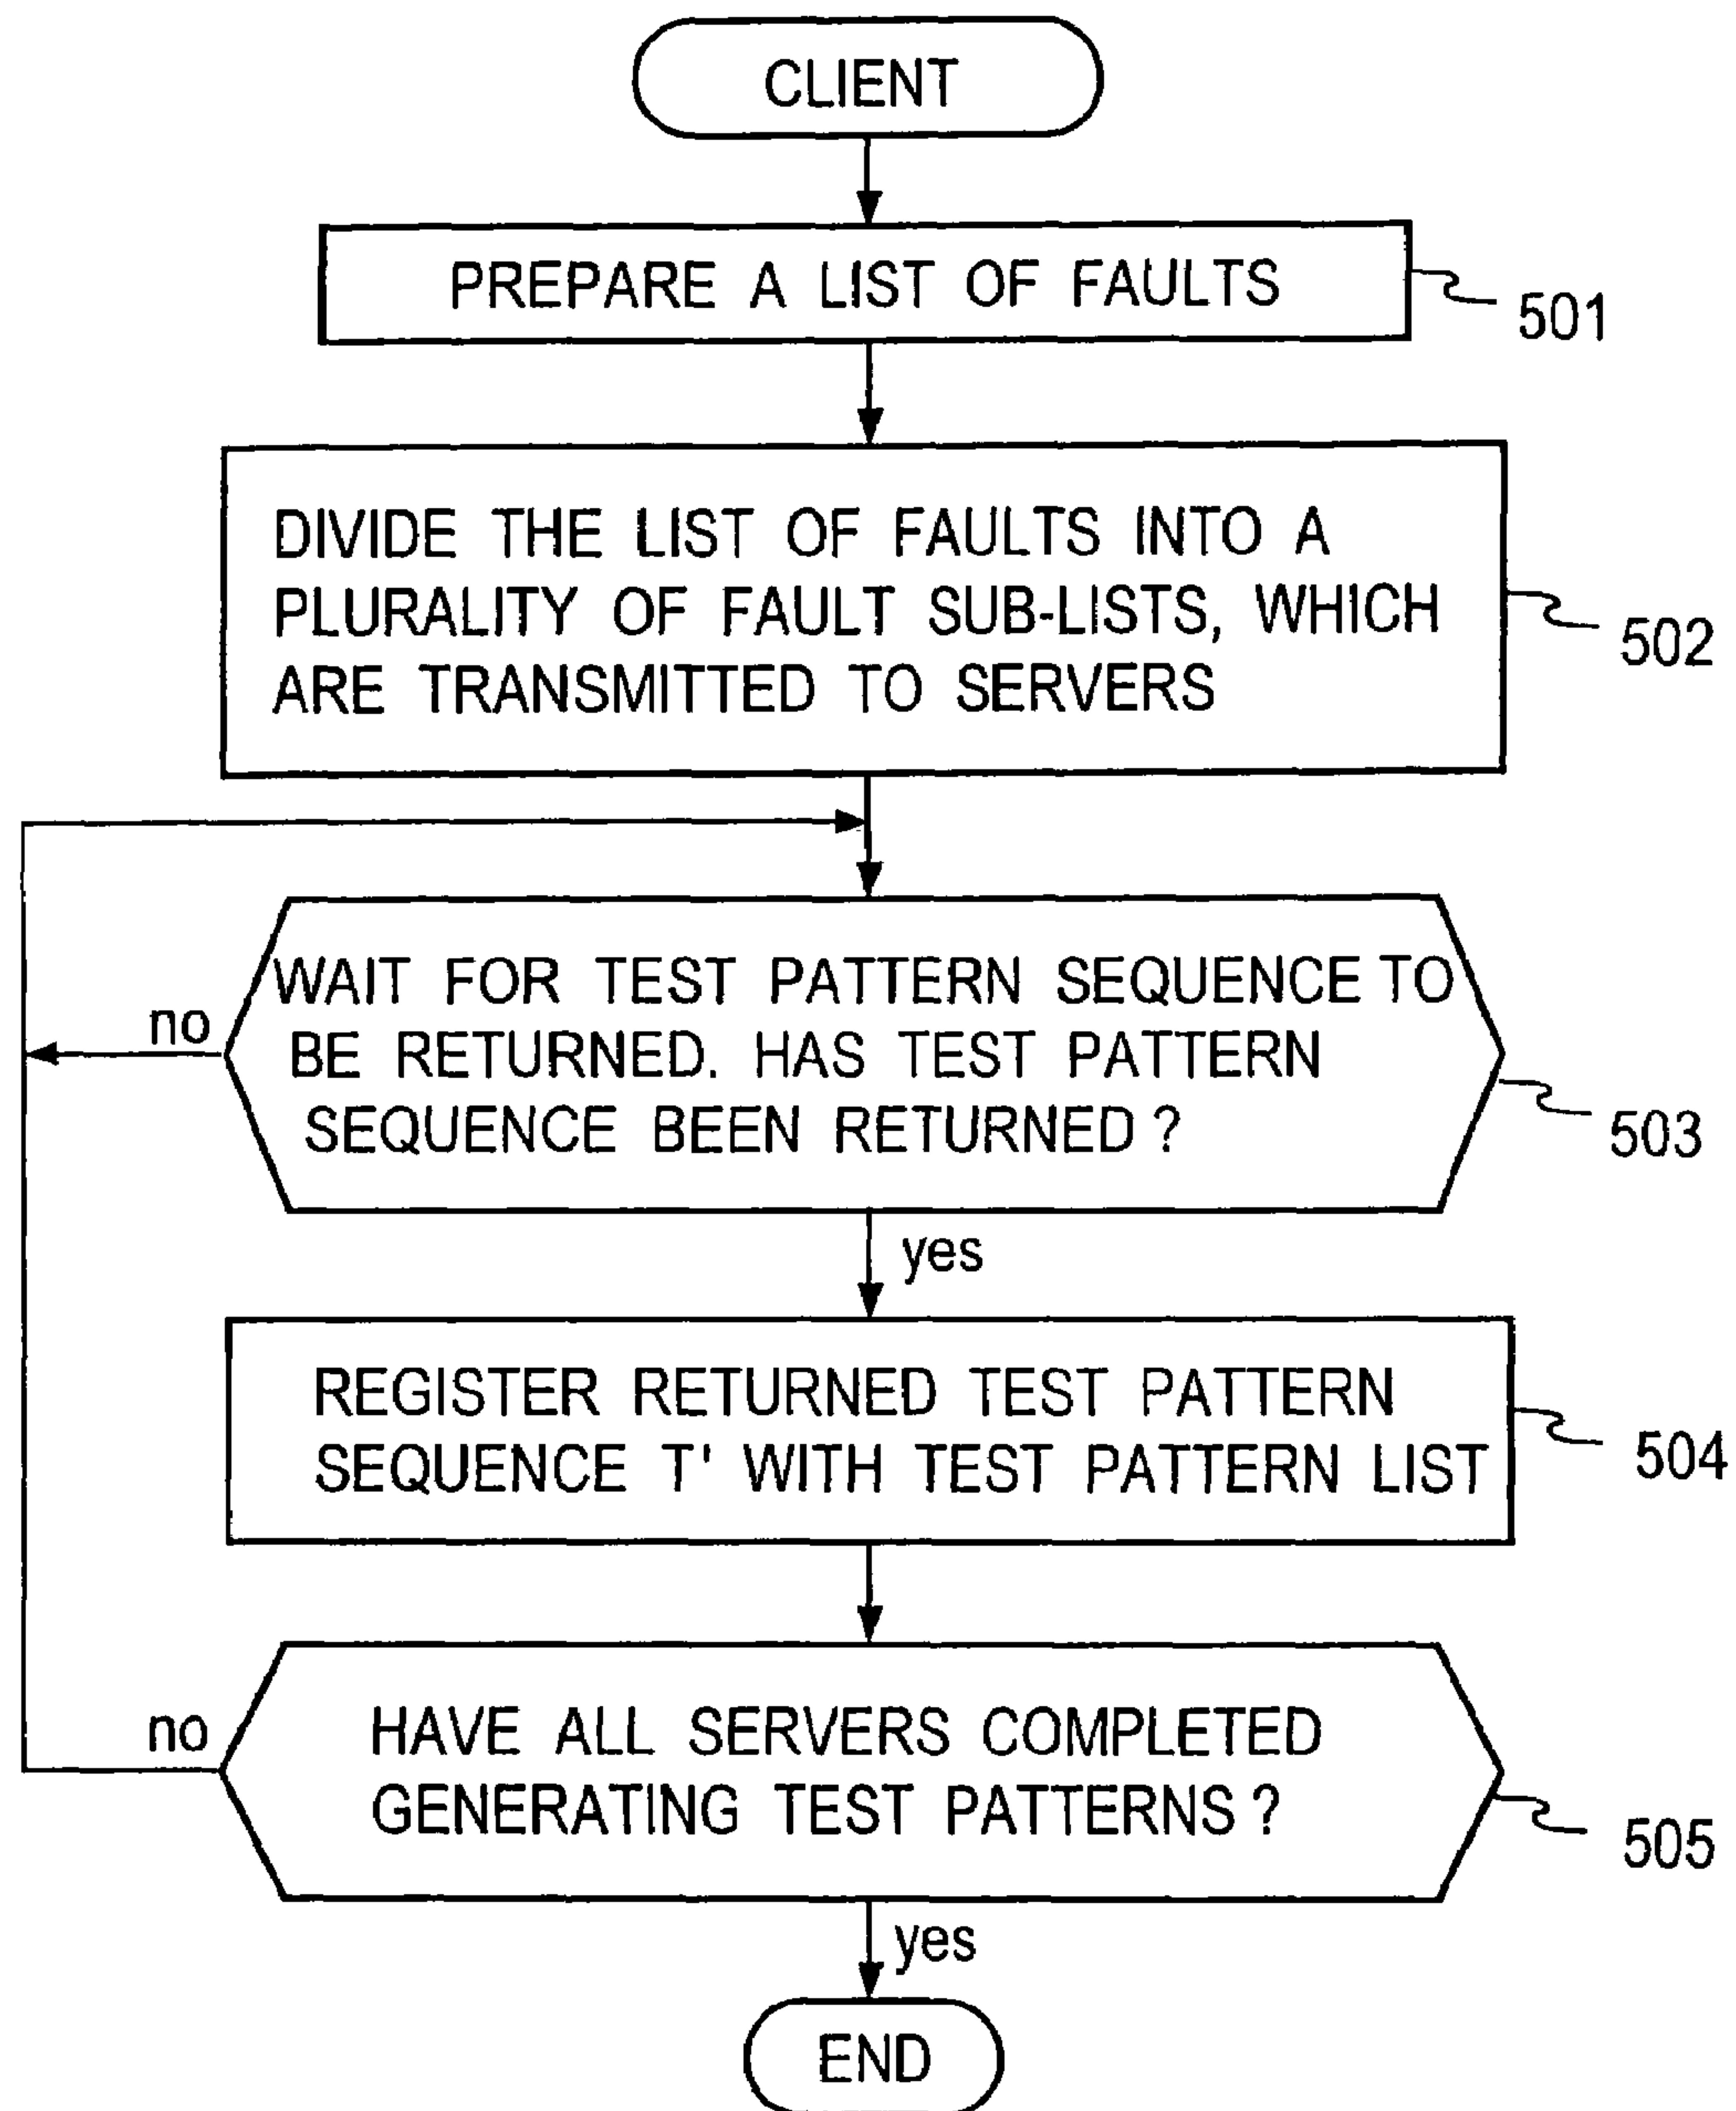 CLIENT
PREPARE A LIST OF FAULTS
501
DIVIDE THE LIST OF FAULTS INTO A
PLURALITY OF FAULT SUB-LISTS, WHICH
ARE TRANSMITTED TO SERVERS
502
WAIT FOR TEST PATTERN SEQUENCE TO
BE RETURNED. HAS TEST PATTERN
SEQUENCE BEEN RETURNED ?
no
503
yes
REGISTER RETURNED TEST PATTERN
SEQUENCE T' WITH TEST PATTERN LIST
504
HAVE ALL SERVERS COMPLETED
GENERATING TEST PATTERNS ?
no
505
yes
END